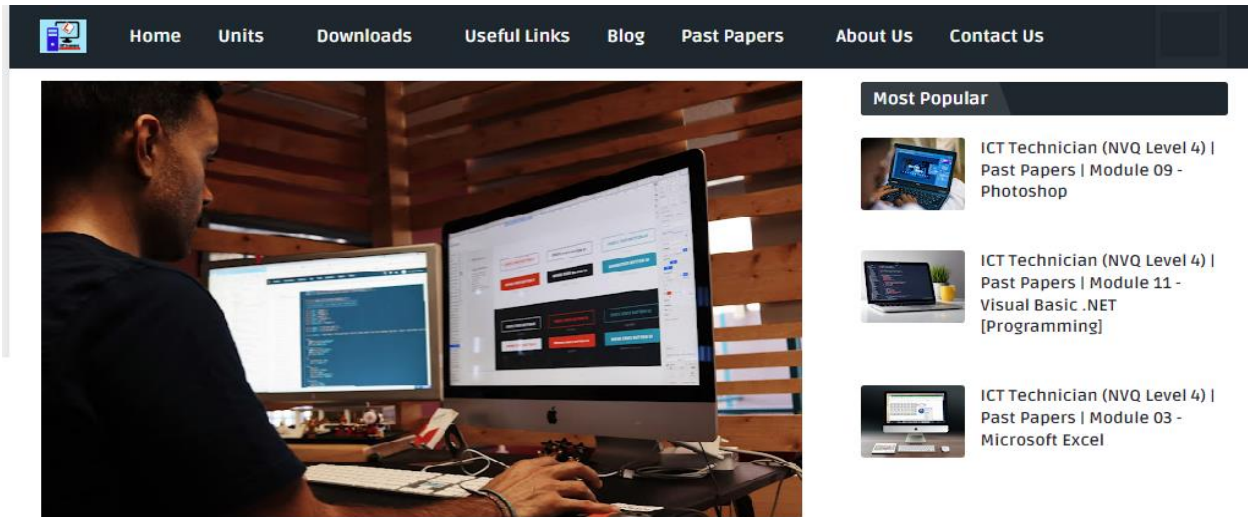 Home Units Downloads Useful Links Blog Past Papers About Us Contact Us
Most Popular
ICT Technician (NVQ Level 4) |
Past Papers | Module 09 -
Photoshop
ICT Technician (NVQ Level 4) |
Past Papers | Module 11 -
Visual Basic .NET
[Programming]
ICT Technician (NVQ Level 4) |
Past Papers | Module 03 -
Microsoft Excel